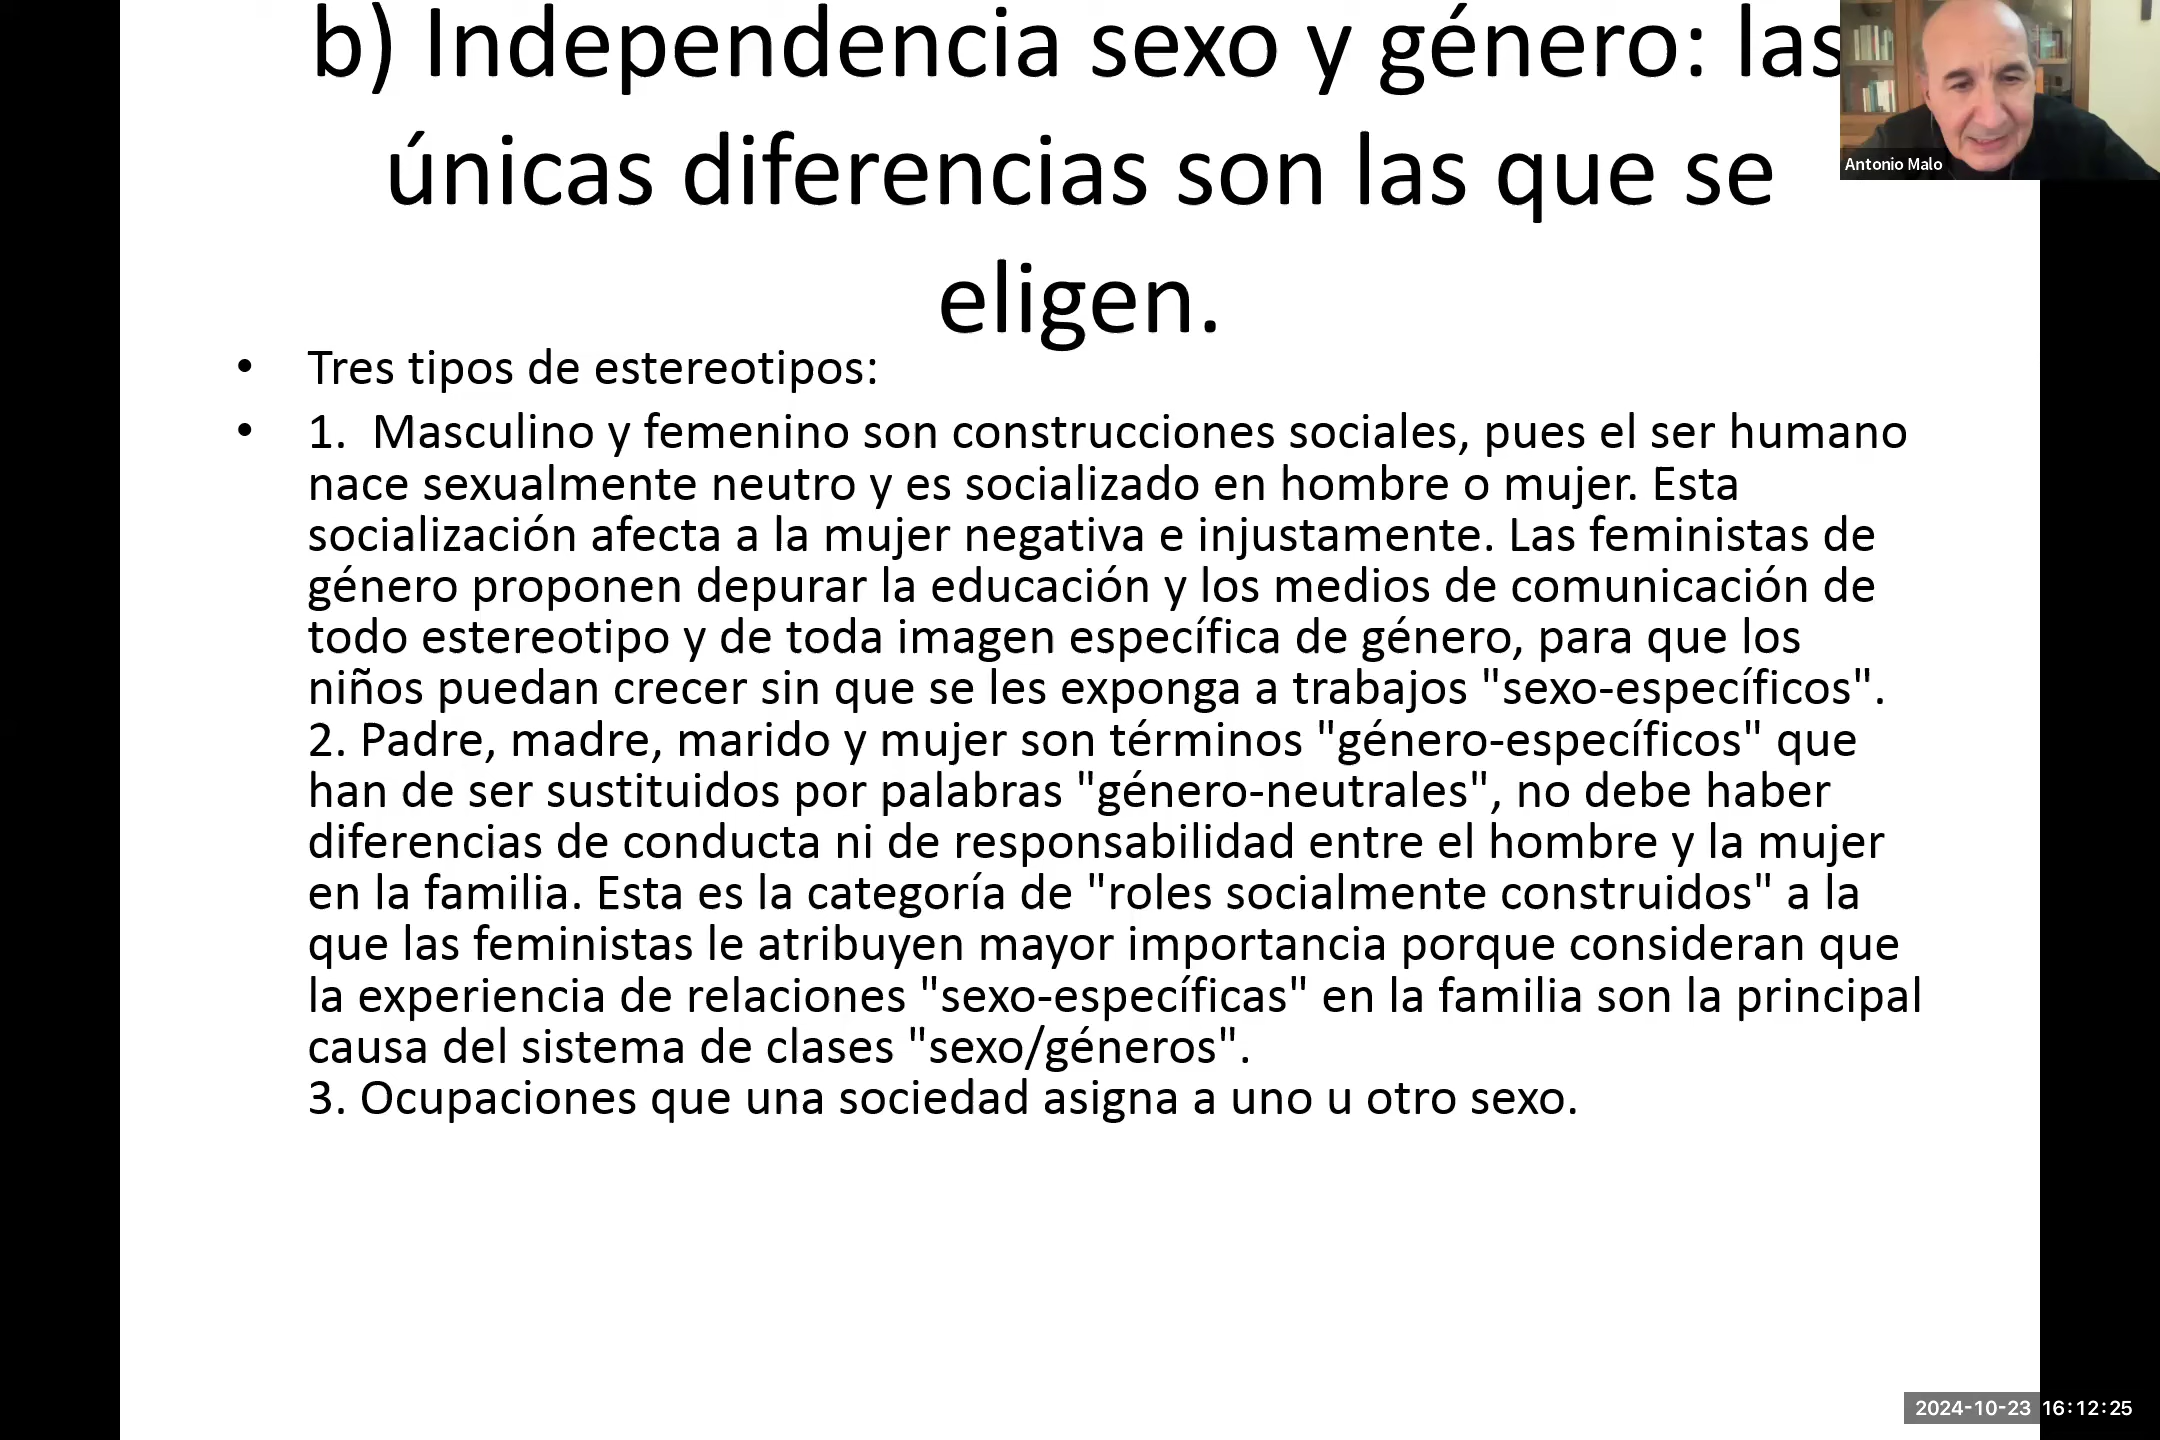 b) Independencia sexo y género: las
únicas diferencias son las que se
eligen.
Antonio Malo
• Tres tipos de estereotipos:
• 1. Masculino y femenino son construcciones sociales, pues el ser humano
nace sexualmente neutro y es socializado en hombre o mujer. Esta
socialización afecta a la mujer negativa e injustamente. Las feministas de
género proponen depurar la educación y los medios de comunicación de
todo estereotipo y de toda imagen específica de género, para que los
niños puedan crecer sin que se les exponga a trabajos "sexo-específicos".
2. Padre, madre, marido y mujer son términos "género-específicos" que
han de ser sustituidos por palabras "género-neutrales", no debe haber
diferencias de conducta ni de responsabilidad entre el hombre y la mujer
en la familia. Esta es la categoría de "roles socialmente construidos" a la
que las feministas le atribuyen mayor importancia porque consideran que
la experiencia de relaciones "sexo-específicas" en la familia son la principal
causa del sistema de clases "sexo/géneros".
3. Ocupaciones que una sociedad asigna a uno u otro sexo.
2024-10-23 16:12:25